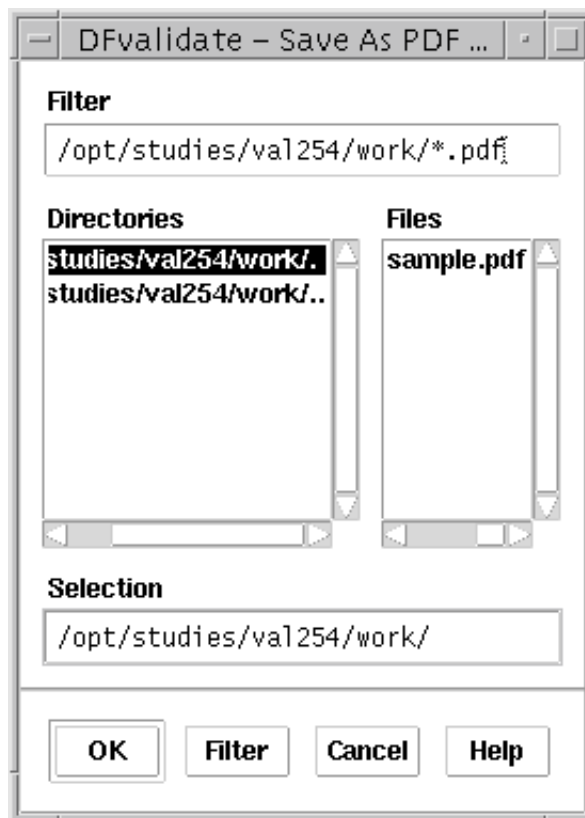 DFvalidate – Save As PDF ...
Filter
/opt/studies/val254/work/*.pdf
Directories
Files
studies/val254/work/.
sample.pdf
studies/val254/work/..
Selection
/opt/studies/val254/work/
OK
Filter
Cancel
Help